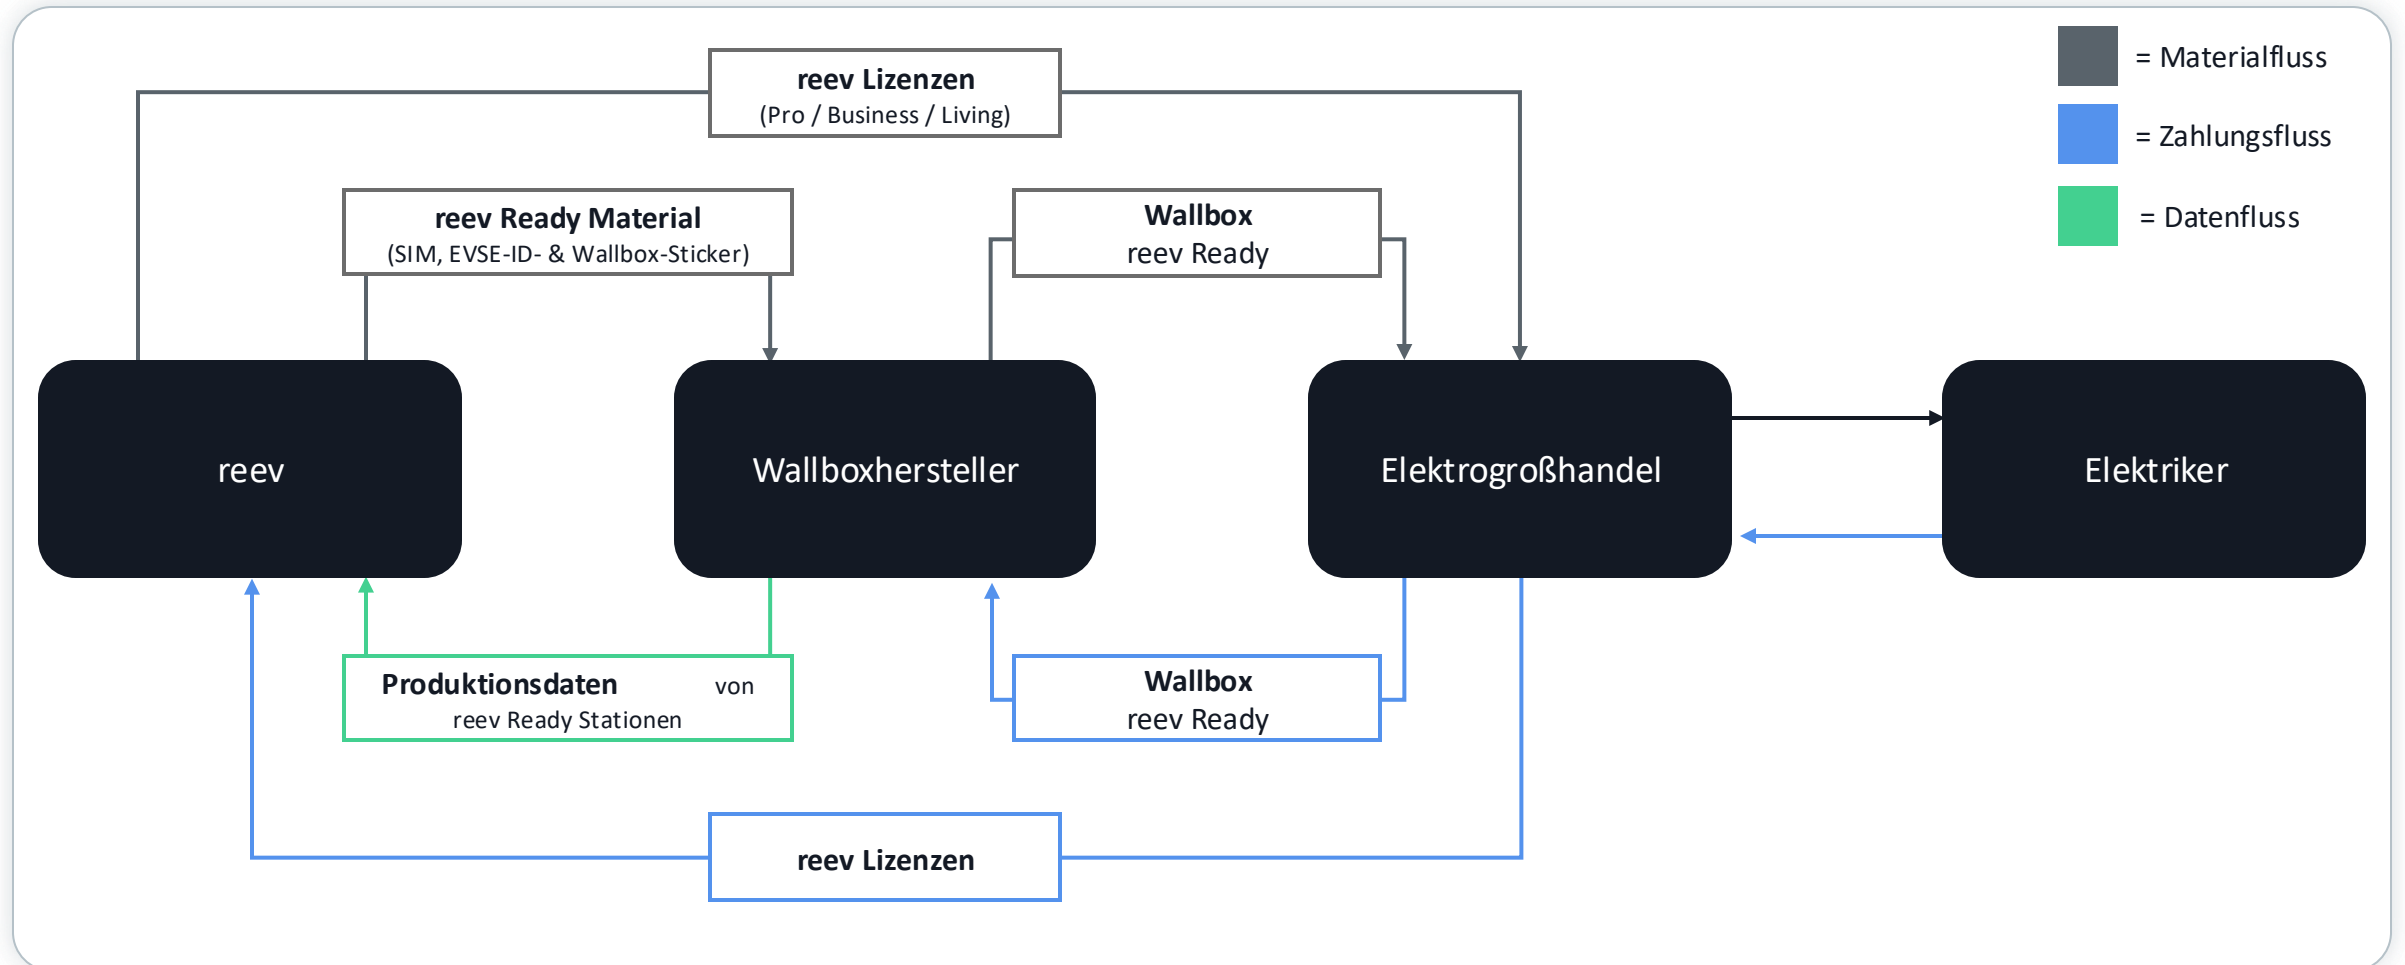 reev Lizenzen
(Pro / Business / Living)
= Materialfluss
= Zahlungsfluss
= Datenfluss
reev Ready Material
(SIM, EVSE-ID- & Wallbox-Sticker)
Wallbox
reev Ready
reev
Wallboxhersteller
Elektrogroßhandel
Elektriker
Produktionsdaten von
reev Ready Stationen
Wallbox
reev Ready
reev Lizenzen